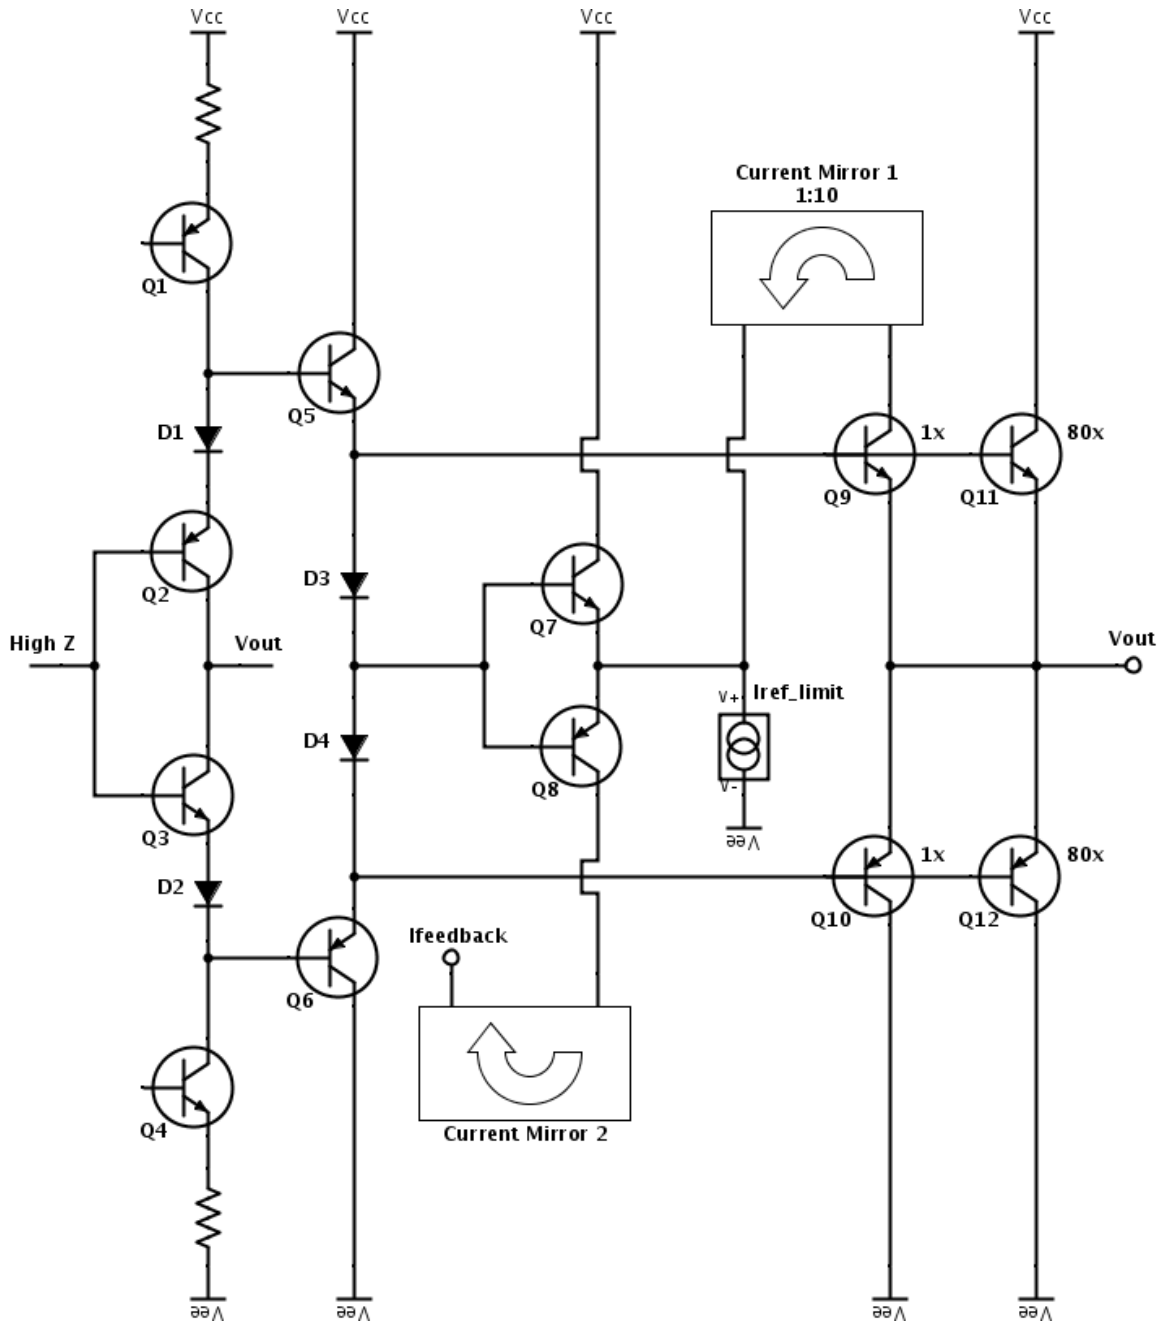 Vcc
Vcc
Vcc
Vcc
Current Mirror 1
1:10
Q1
Q5
D1
1x
80x
Q9
Q11
Q2
D3
Q7
High Z
Vout
Vout
V+
Iref_limit
D4
Q8
V-
Vee
Q3
D2
1x
80x
Q10
Q12
Ifeedback
Q6
Q4
Current Mirror 2
Vee
Vee
Vee
Vee